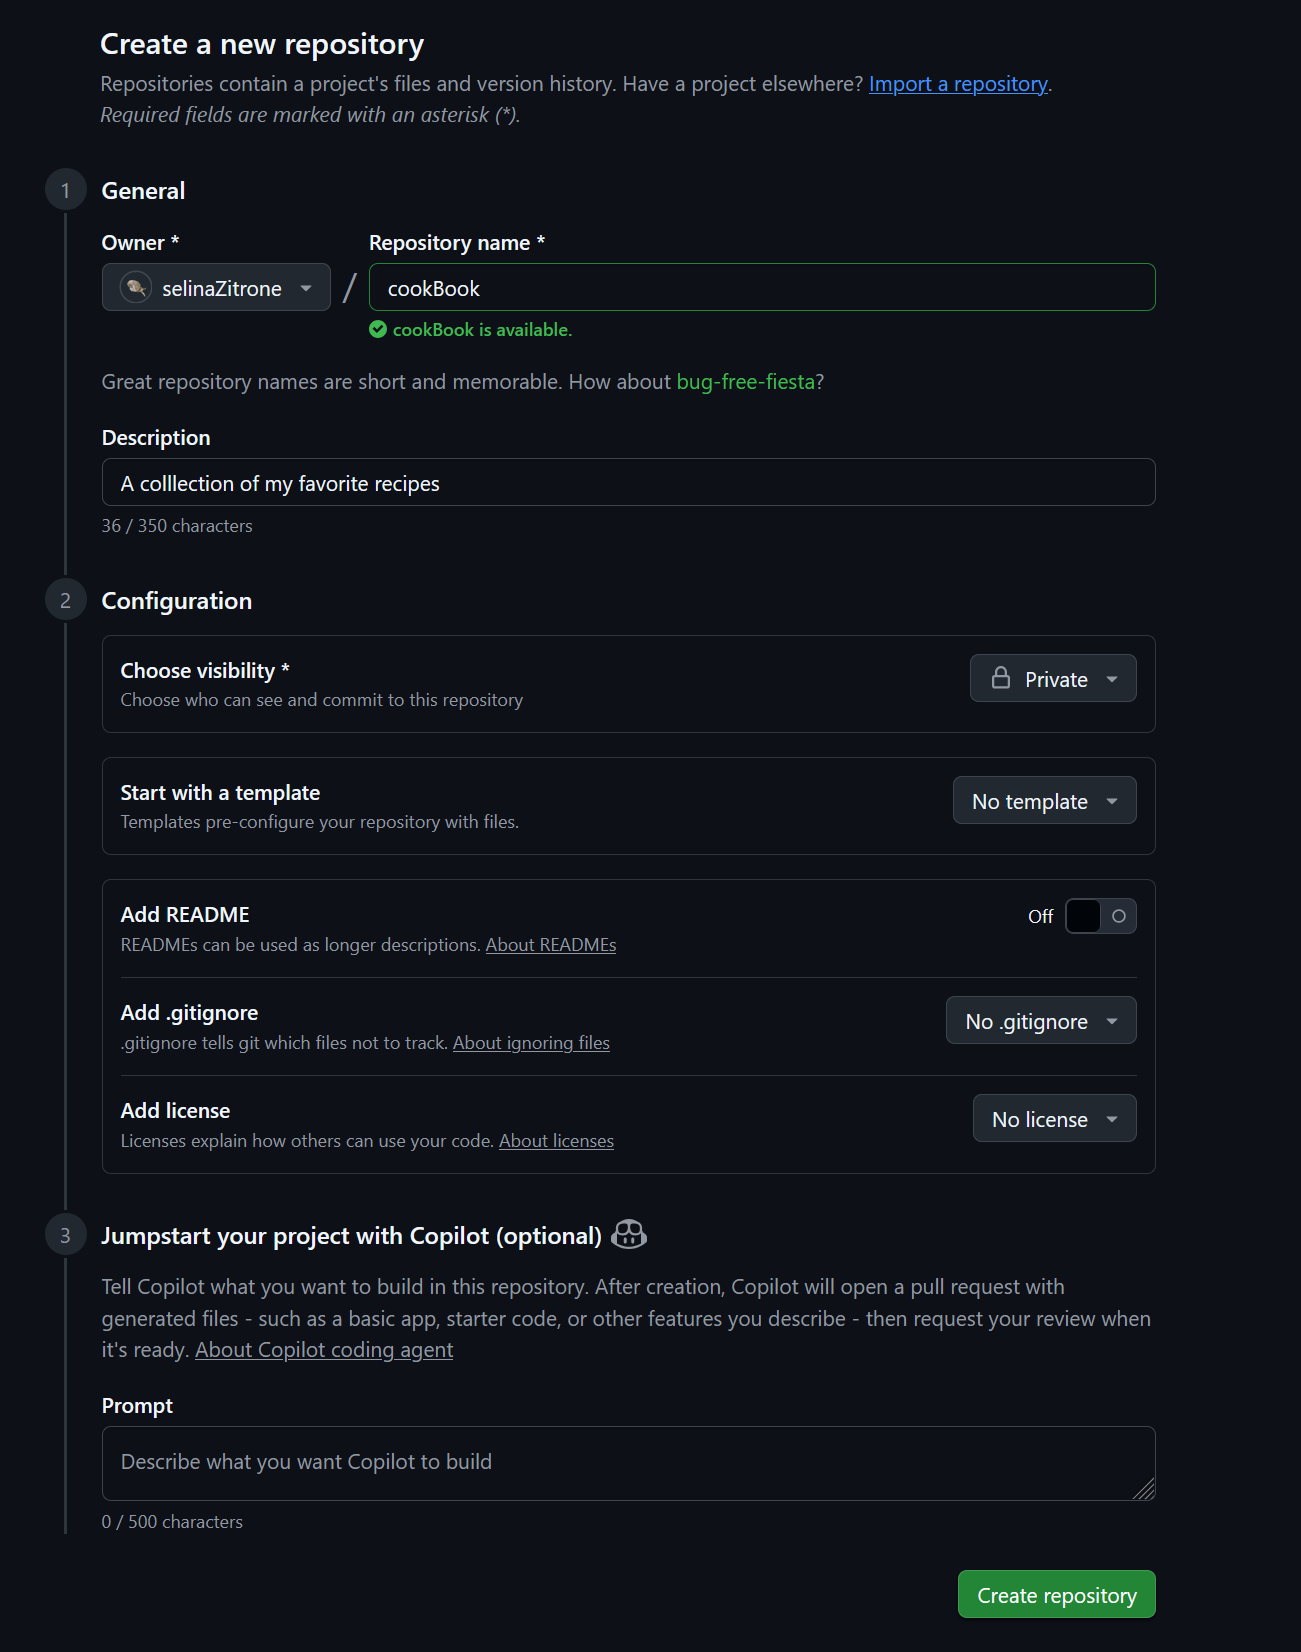 Create a new repository
Repositories contain a project's files and version history. Have a project elsewhere? Import a repository.
Required fields are marked with an asterisk (*).
1 General
Owner * Repository name *
selinaZitrone / cookBook
cookBook is available.
Great repository names are short and memorable. How about bug-free-fiesta?
Description
A colllection of my favorite recipes
36 / 350 characters
2 Configuration
Choose visibility * Private
Choose who can see and commit to this repository
Start with a template No template
Templates pre-configure your repository with files.
Add README Off
READMEs can be used as longer descriptions. About READMEs
Add .gitignore No .gitignore
.gitignore tells git which files not to track. About ignoring files
Add license No license
Licenses explain how others can use your code. About licenses
3 Jumpstart your project with Copilot (optional)
Tell Copilot what you want to build in this repository. After creation, Copilot will open a pull request with
generated files - such as a basic app, starter code, or other features you describe - then request your review when
it's ready. About Copilot coding agent
Prompt
Describe what you want Copilot to build
0 / 500 characters
Create repository